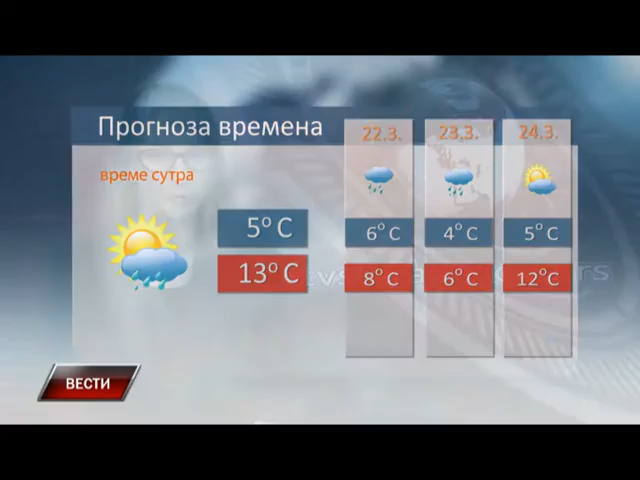 Прогноза времена
22.3.
23.3.
24.3.
време сутра
5° C
6° C
4° C
5° C
13° C
8° C
6° C
12°C
ВЕСТИ